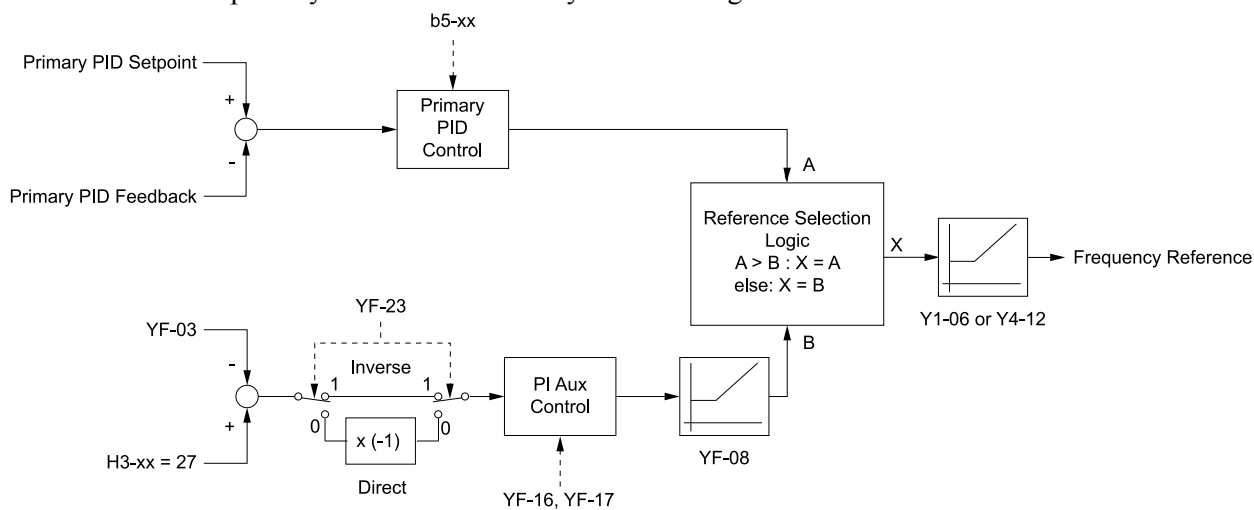 b5-xx
Primary PID Setpoint
+
Primary
PID
Control
-
Primary PID Feedback
A
Reference Selection
Logic
A > B : X = A
else: X = B
X
Frequency Reference
Y1-06 or Y4-12
B
YF-23
YF-03
-
Inverse
1
1
+
0
x (-1)
0
Direct
H3-xx = 27
PI Aux
Control
YF-16, YF-17
YF-08